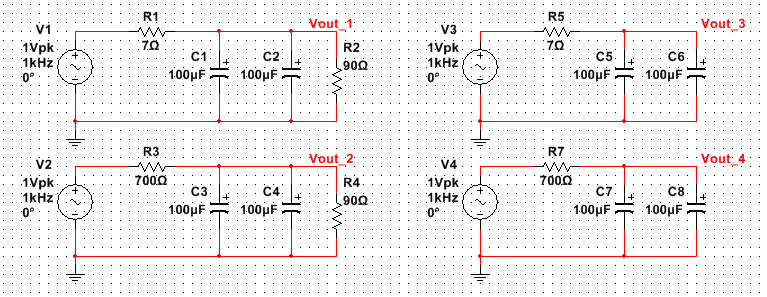 V1
1Vpk
1kHz
0°
R1
7Ω
C1
100µF
C2
100µF
Vout_1
R2
90Ω
V3
1Vpk
1kHz
0°
R5
7Ω
C5
100µF
C6
100µF
Vout_3
V2
1Vpk
1kHz
0°
R3
700Ω
C3
100µF
C4
100µF
Vout_2
R4
90Ω
V4
1Vpk
1kHz
0°
R7
700Ω
C7
100µF
C8
100µF
Vout_4